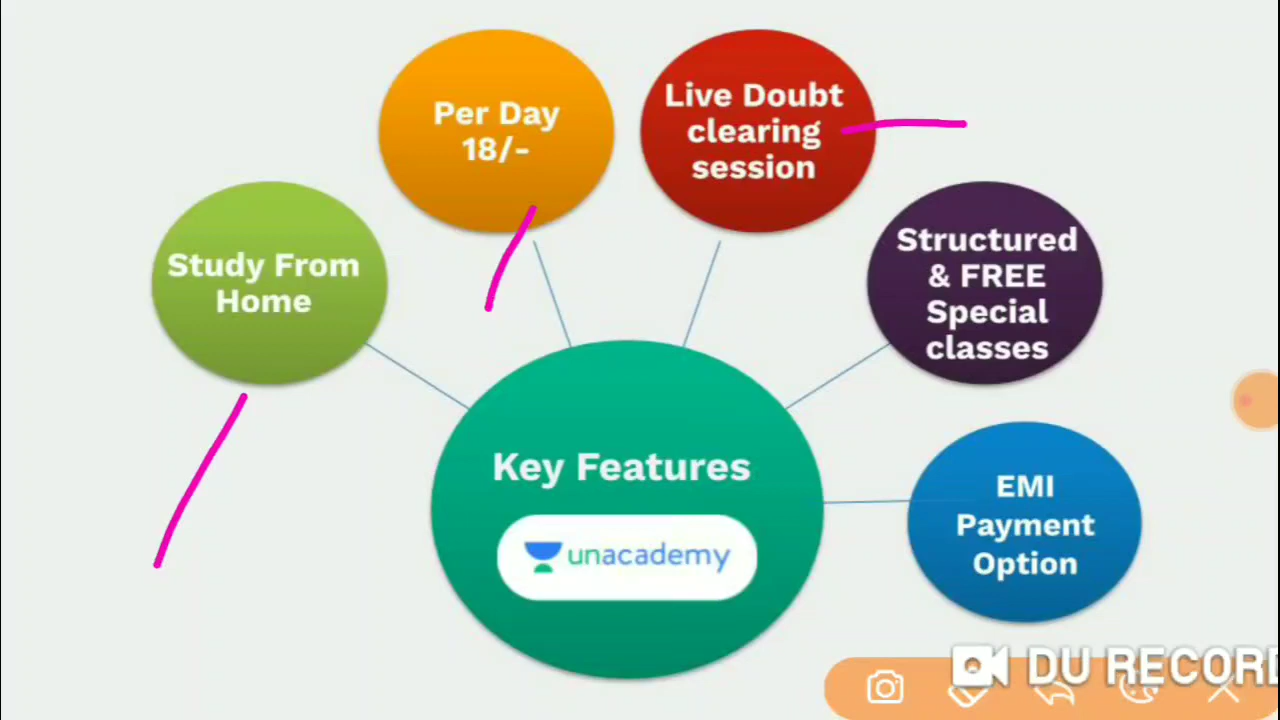 Per Day
18/-
Live Doubt
clearing
session
Study From
Home
Structured
& FREE
Special
classes
Key Features
unacademy
EMI
Payment
Option
DU RECORD